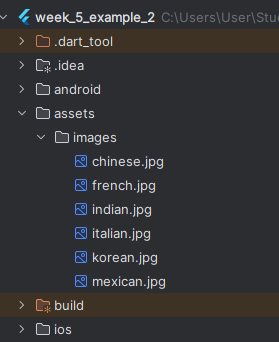 week_5_example_2 C:\Users\User\Stu
.dart_tool
.idea
android
assets
images
chinese.jpg
french.jpg
indian.jpg
italian.jpg
korean.jpg
mexican.jpg
build
ios